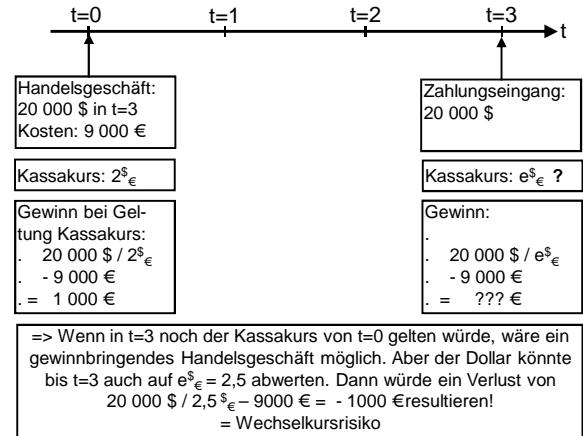 t=0 t=1 t=2 t=3
t
Handelsgeschäft:
20 000 $ in t=3
Kosten: 9 000 €
Zahlungseingang:
20 000 $
Kassakurs: 2$€
Kassakurs: e$€ ?
Gewinn bei Gel-
tung Kassakurs:
. 20 000 $ / 2$€
. - 9 000 €
. = 1 000 €
Gewinn:
.
. 20 000 $ / e$€
. - 9 000 €
. = ??? €
=> Wenn in t=3 noch der Kassakurs von t=0 gelten würde, wäre ein
gewinnbringendes Handelsgeschäft möglich. Aber der Dollar könnte
bis t=3 auch auf e$€ = 2,5 abwerten. Dann würde ein Verlust von
20 000 $ / 2,5 $€ – 9000 € = - 1000 €resultieren!
= Wechselkursrisiko